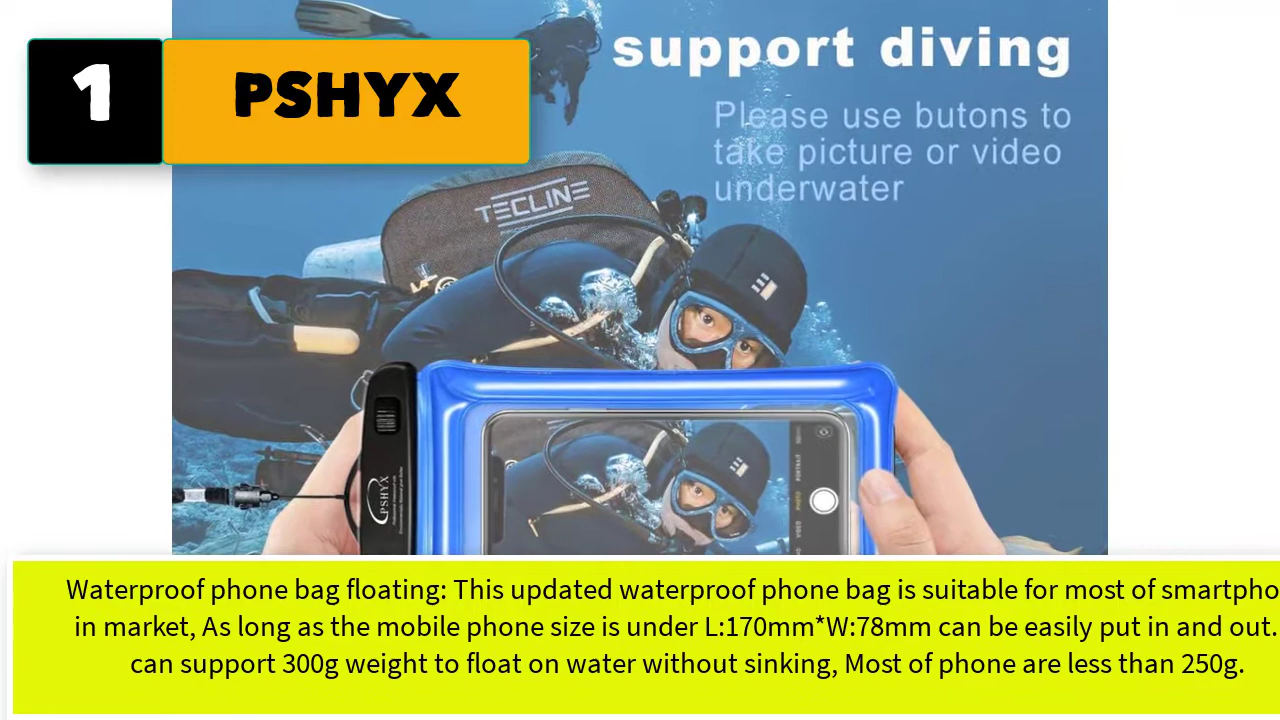 1
PSHYX
support diving
Please use butons to
take picture or video
underwater
TECLINE
PSHYX
PORTRAIT
PHOTO
VIDEO
Waterproof phone bag floating: This updated waterproof phone bag is suitable for most of smartpho
in market, As long as the mobile phone size is under L:170mm*W:78mm can be easily put in and out.
can support 300g weight to float on water without sinking, Most of phone are less than 250g.